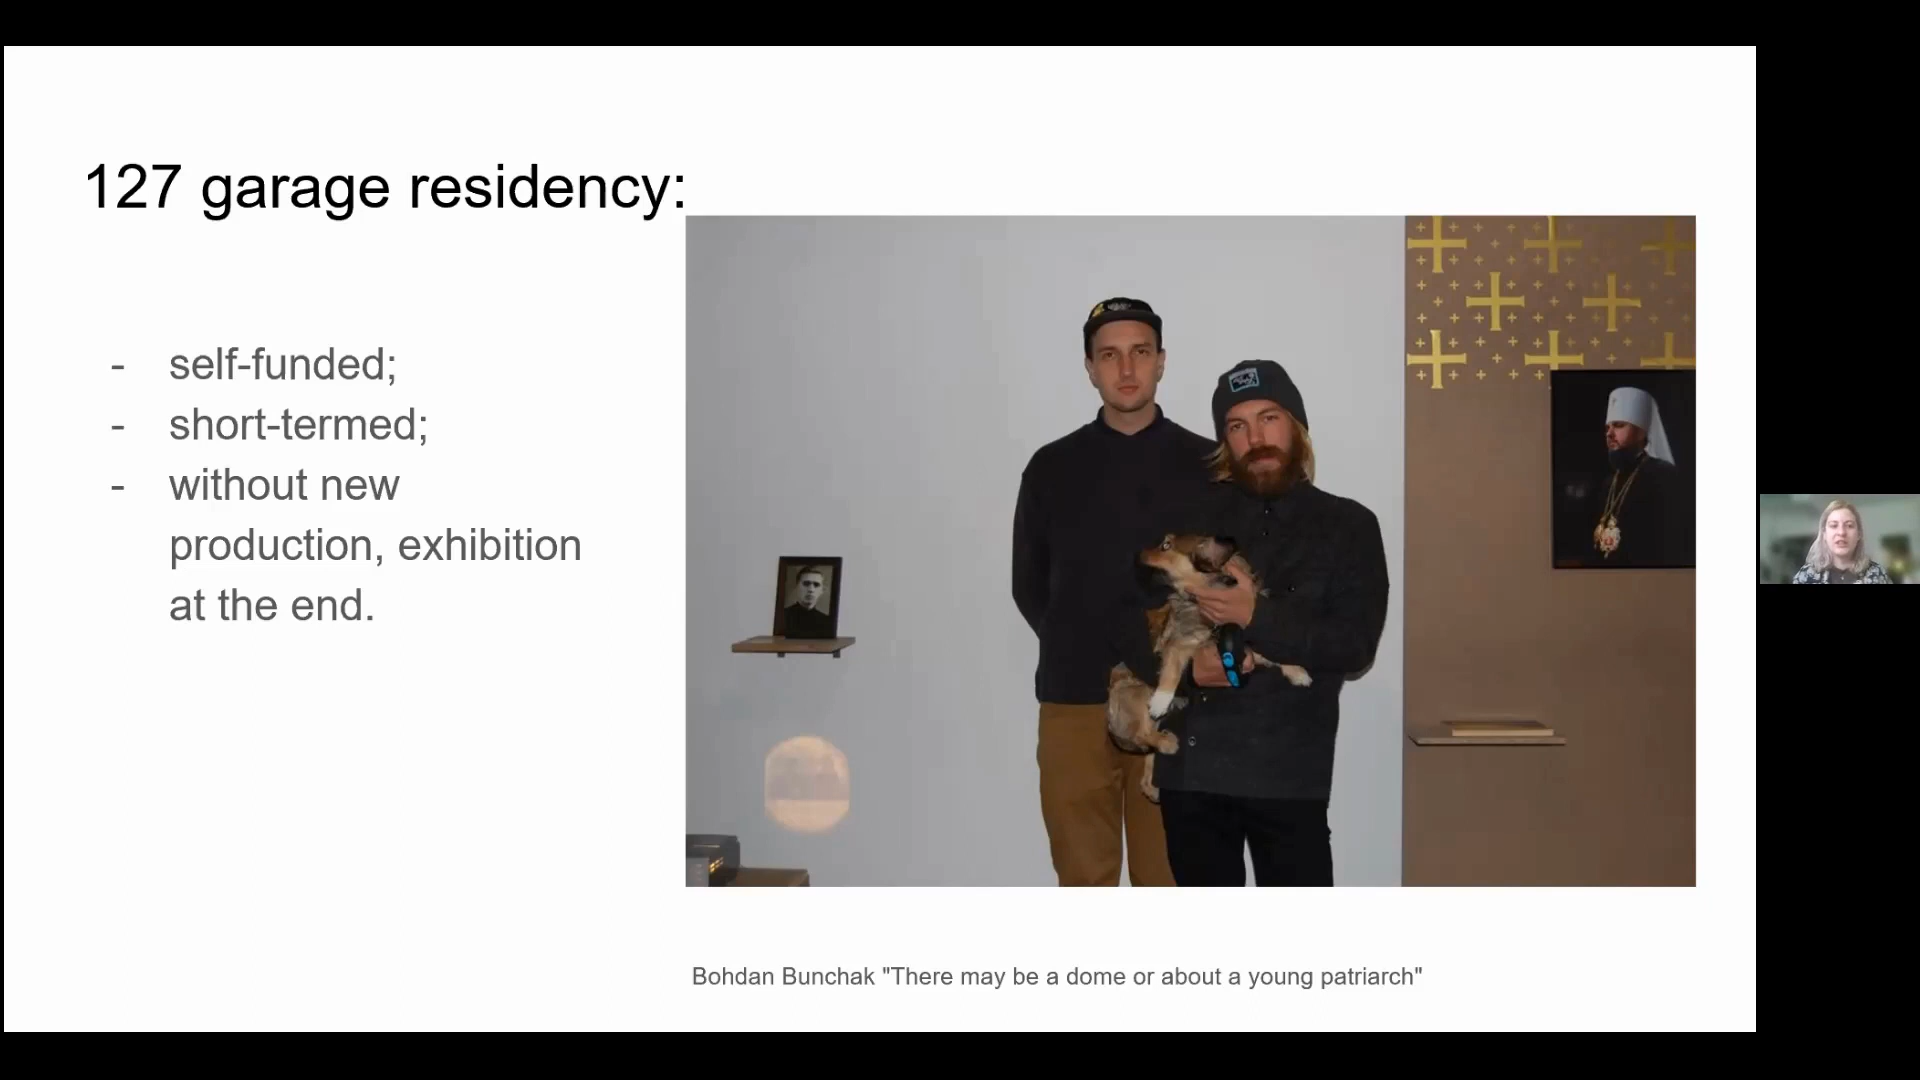 127 garage residency:
- self-funded;
- short-termed;
- without new
production, exhibition
at the end.
Bohdan Bunchak "There may be a dome or about a young patriarch"